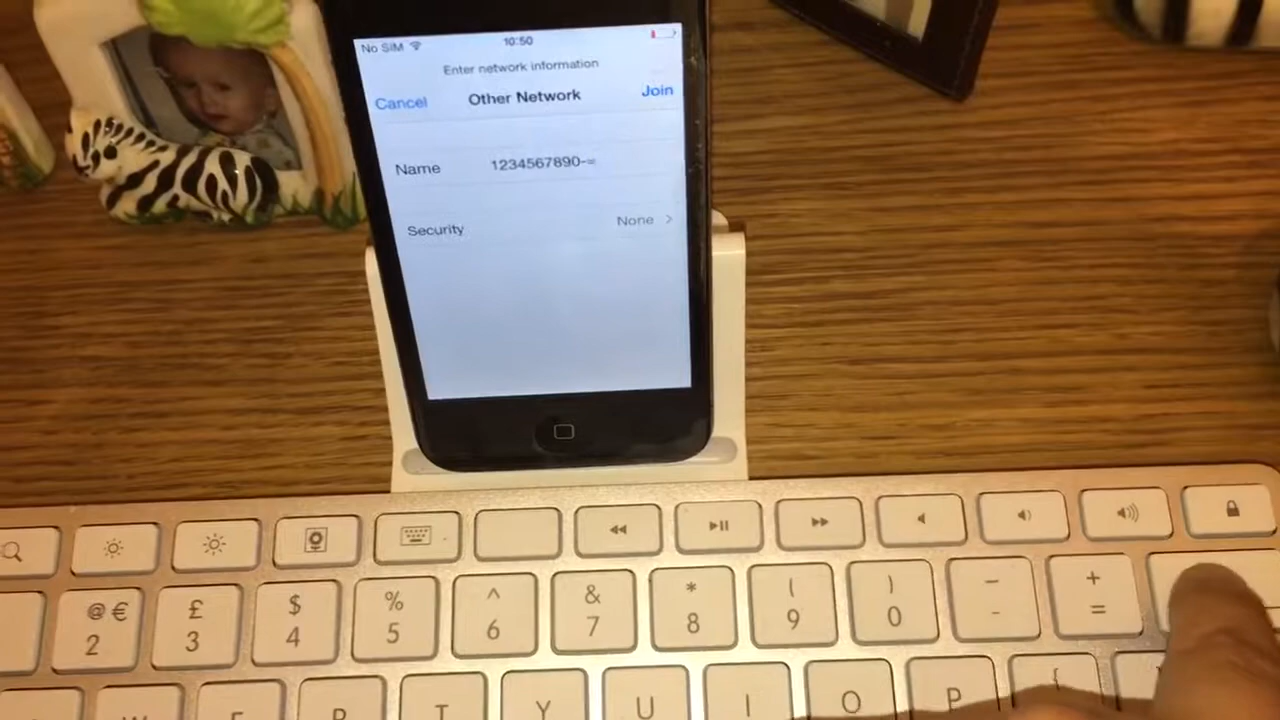 No SIM 10:50
Enter network information
Cancel Other Network Join
Name 1234567890-=
Security None >
@ € £ $ % ^ & * ( ) _ +
2 3 4 5 6 7 8 9 0 - =
T Y U I O P {